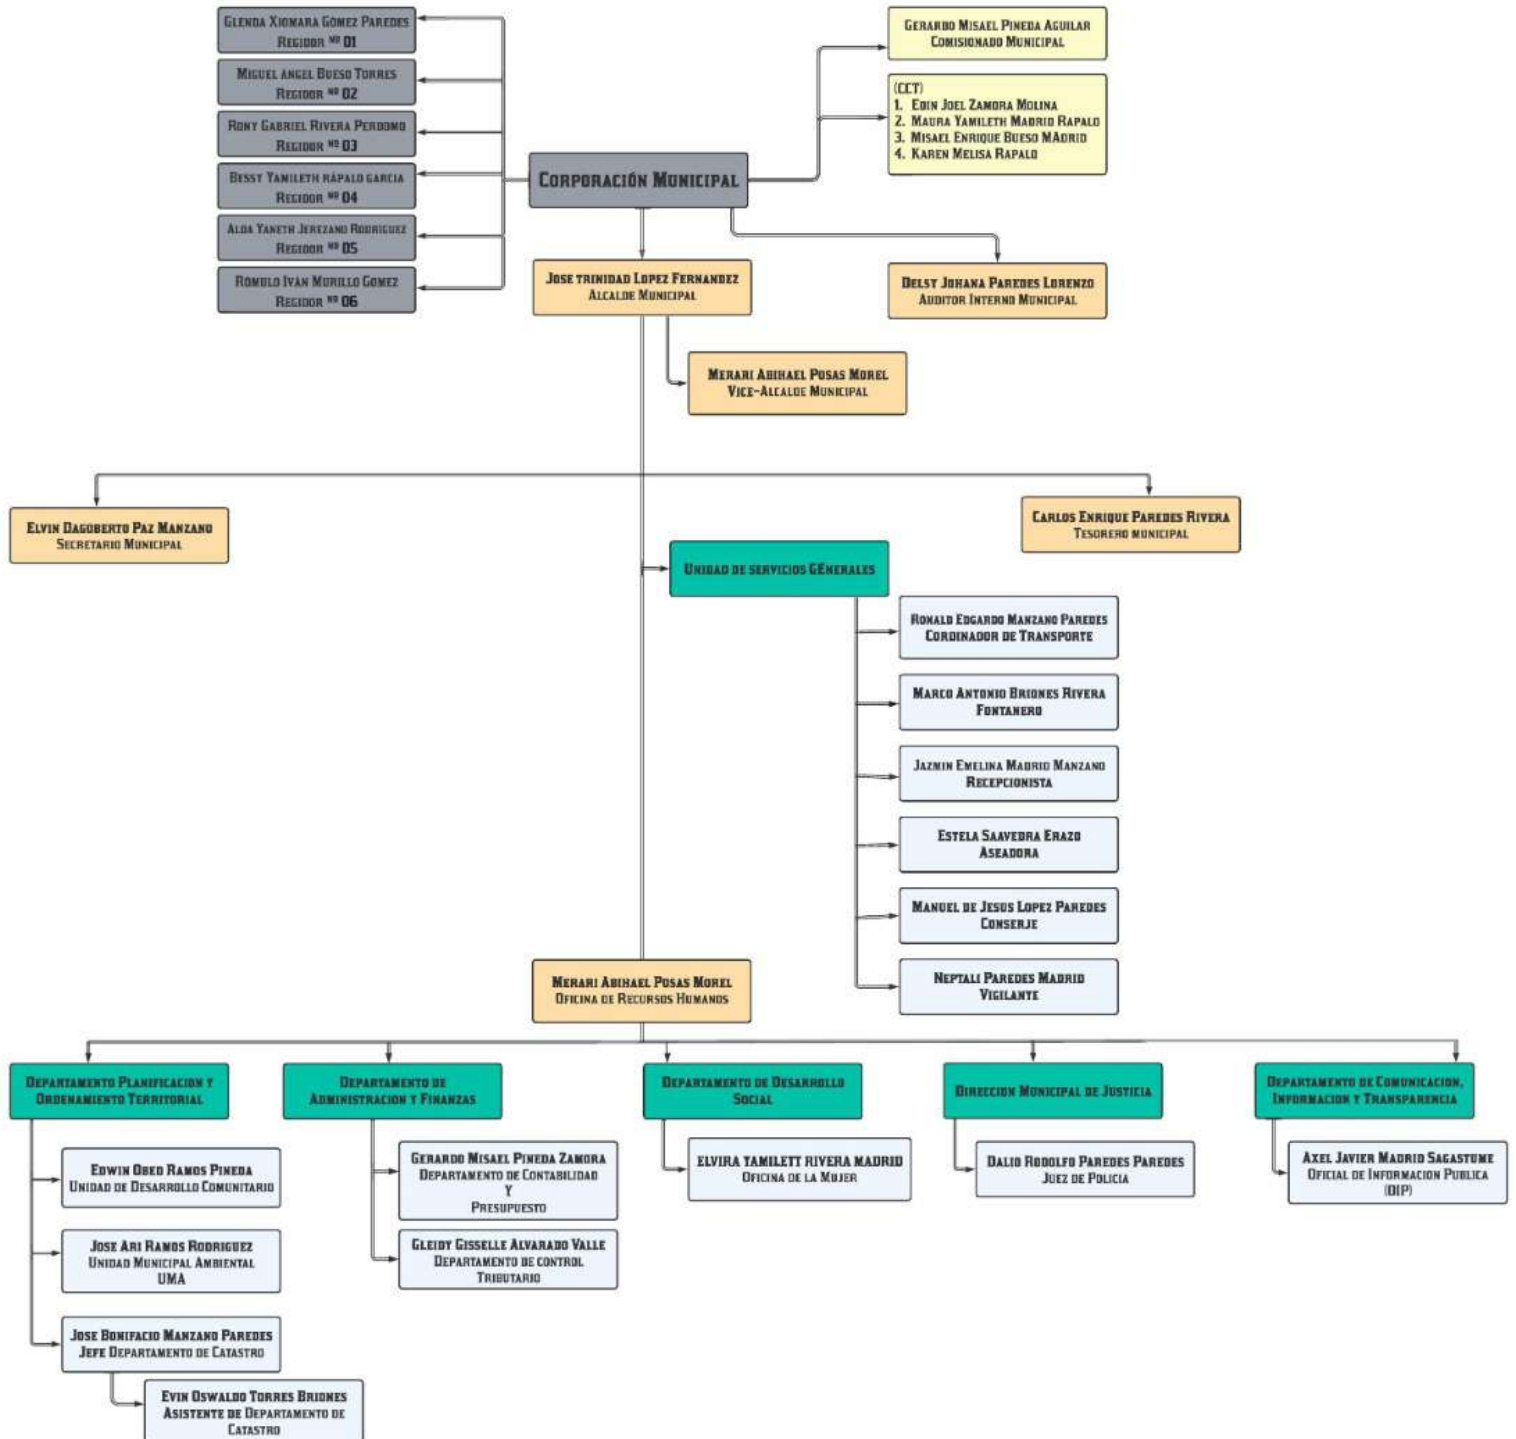 Glenda Xiomara Gómez Paredes
Regidor Nº 01
Miguel angel Bueso Torres
Regidor Nº 02
Rony Gabriel Rivera Perdomo
Regidor Nº 03
Bessy Yamileth rápalo garcia
Regidor Nº 04
Alda Yaneth Jerezano Rodriguez
Regidor Nº 05
Rómulo Iván Murillo Gomez
Regidor Nº 06
Gerardo Misael Pineda Aguilar
Comisionado Municipal
(CCT)
1. Edin Joel Zamora Molina
2. Maura Yamileth Madrid Rapalo
3. Misael Enrique Bueso MAdrid
4. Karen Melisa Rapalo
Corporación Municipal
Jose trinidad Lopez Fernandez
Alcalde Municipal
Delsy Johana Paredes Lorenzo
Auditor Interno Municipal
Merari Abihael Posas Morel
Vice-Alcalde Municipal
Elvin Dagoberto Paz Manzano
Secretario Municipal
Carlos Enrique Paredes Rivera
Tesorero municipal
Unidad de servicios GEnerales
Ronald Edgardo Manzano Paredes
Cordinador de Transporte
Marco Antonio Briones Rivera
Fontanero
Jazmin Emelina Madrid Manzano
Recepcionista
Estela Saavedra Erazo
Aseadora
Manuel de Jesus Lopez Paredes
Conserje
Neptali Paredes Madrid
Vigilante
Merari Abihael Posas Morel
Oficina de Recursos Humanos
Departamento Planificacion y
Ordenamiento Territorial
Edwin Obed Ramos Pineda
Unidad de Desarrollo Comunitario
Jose Ari Ramos Rodriguez
Unidad Municipal Ambiental
UMA
Jose Bonifacio Manzano Paredes
Jefe Departamento de Catastro
Evin Oswaldo Torres Briones
Asistente de Departamento de
Catastro
Departamento de
Administracion y Finanzas
Gerardo Misael Pineda Zamora
Departamento de Contabilidad
Y
Presupuesto
Gleidy Gisselle Alvarado Valle
Departamento de control
Tributario
Departamento de Desarrollo
Social
ELVIRA YAMILETT RIVERA MADRID
Oficina de la Mujer
Direccion Municipal de Justicia
Dalio Rodolfo Paredes Paredes
Juez de Policia
Departamento de Comunicacion,
Informacion y Transparencia
Axel Javier Madrid Sagastume
Oficial de Informacion Publica
(OIP)